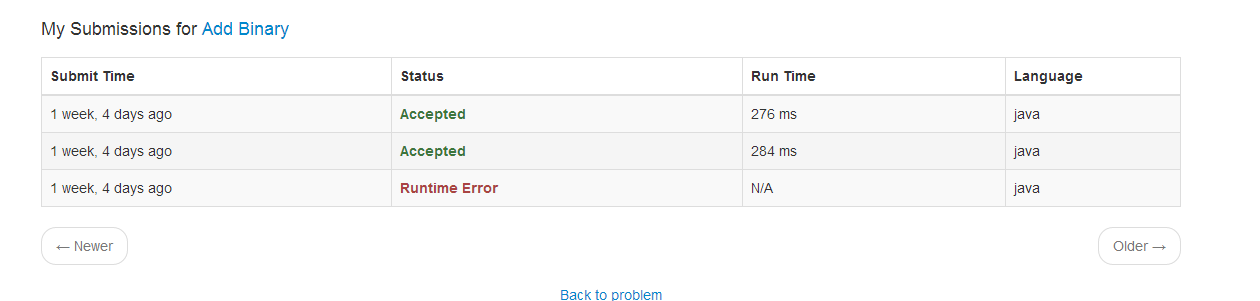 My Submissions for Add Binary
Submit Time Status Run Time Language
1 week, 4 days ago Accepted 276 ms java
1 week, 4 days ago Accepted 284 ms java
1 week, 4 days ago Runtime Error N/A java
← Newer Older →
Back to problem